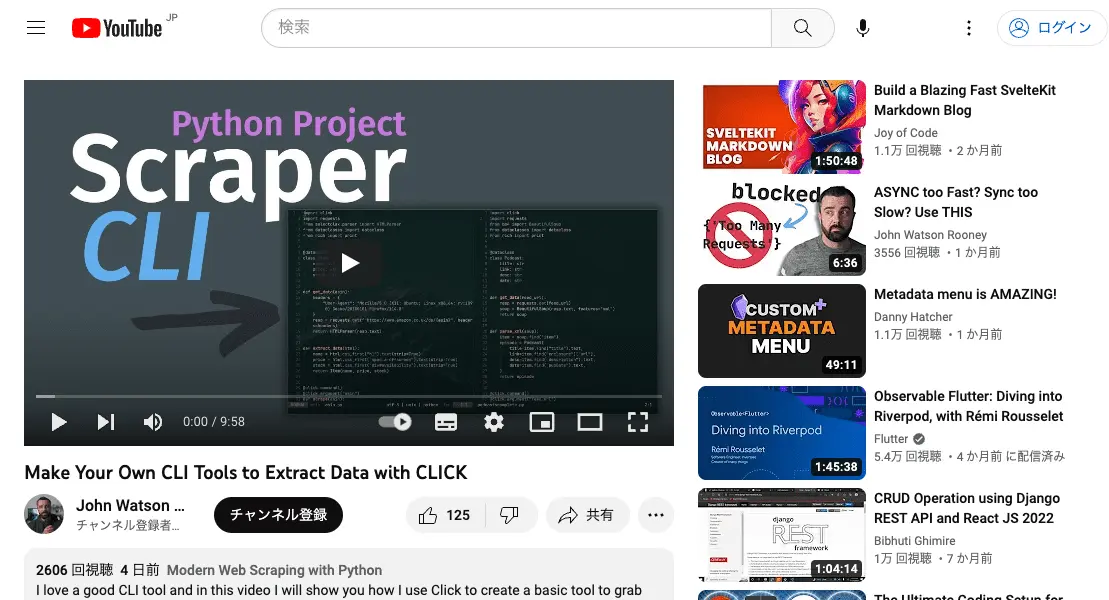 YouTube JP
検索
ログイン
Python Project
Scraper
CLI
0:00 / 9:58
Make Your Own CLI Tools to Extract Data with CLICK
John Watson ...
チャンネル登録者...
チャンネル登録
125
共有
2606 回視聴 4 日前 Modern Web Scraping with Python
I love a good CLI tool and in this video I will show you how I use Click to create a basic tool to grab
SVELTEKIT
MARKDOWN
BLOG
1:50:48
Build a Blazing Fast SvelteKit
Markdown Blog
Joy of Code
1.1万 回視聴・2 か月前
blocked
{'Too Many
Requests'}
6:36
ASYNC too Fast? Sync too
Slow? Use THIS
John Watson Rooney
3556 回視聴・1 か月前
CUSTOM
METADATA
MENU
49:11
Metadata menu is AMAZING!
Danny Hatcher
1.1万 回視聴・1 か月前
Observable<Flutter>
Diving into Riverpod
Rémi Rousselet
1:45:38
Observable Flutter: Diving into
Riverpod, with Rémi Rousselet
Flutter
5.4万 回視聴・4 か月前 に配信済み
django
REST
framework
1:04:14
CRUD Operation using Django
REST API and React JS 2022
Bibhuti Ghimire
1万 回視聴・7 か月前
The Ultimate Coding Setup for